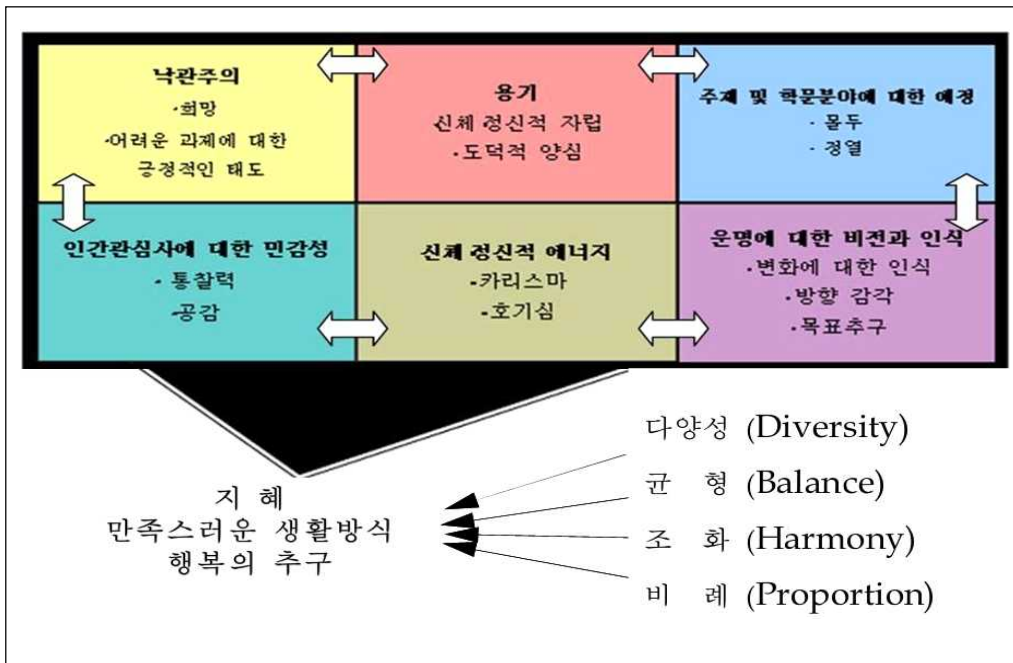 낙관주의
·희망
·어려운 과제에 대한
긍정적인 태도
용기
신체 정신적 자립
·도덕적 양심
주제 및 학문분야에 대한 애정
· 몰두
· 정열
인간관심사에 대한 민감성
· 통찰력
·공감
신체 정신적 에너지
·카리스마
·호기심
운명에 대한 비전과 인식
·변화에 대한 인식
·방향 감각
·목표추구
지 혜
만족스러운 생활방식
행복의 추구
다양성 (Diversity)
균 형 (Balance)
조 화 (Harmony)
비 례 (Proportion)